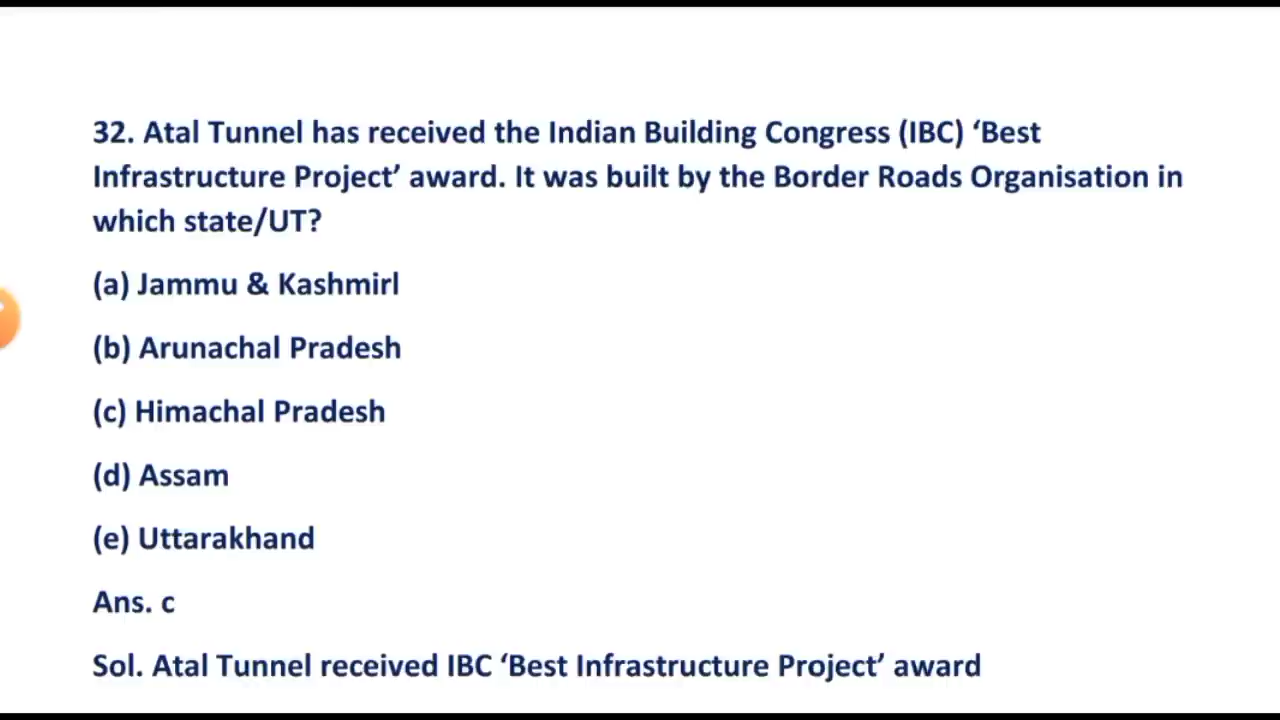 32. Atal Tunnel has received the Indian Building Congress (IBC) ‘Best
Infrastructure Project’ award. It was built by the Border Roads Organisation in
which state/UT?
(a) Jammu & Kashmirl
(b) Arunachal Pradesh
(c) Himachal Pradesh
(d) Assam
(e) Uttarakhand
Ans. c
Sol. Atal Tunnel received IBC ‘Best Infrastructure Project’ award